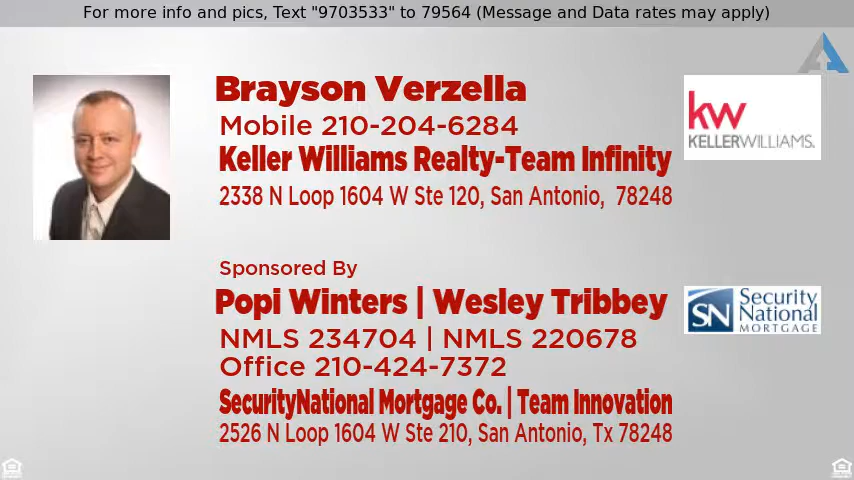 For more info and pics, Text "9703533" to 79564 (Message and Data rates may apply)
Brayson Verzella
Mobile 210-204-6284
Keller Williams Realty-Team Infinity
2338 N Loop 1604 W Ste 120, San Antonio,  78248
kw
KELLERWILLIAMS.
Sponsored By
Popi Winters | Wesley Tribbey
NMLS 234704 | NMLS 220678
Office 210-424-7372
SecurityNational Mortgage Co. | Team Innovation
2526 N Loop 1604 W Ste 210, San Antonio, Tx 78248
SN
Security
National
MORTGAGE